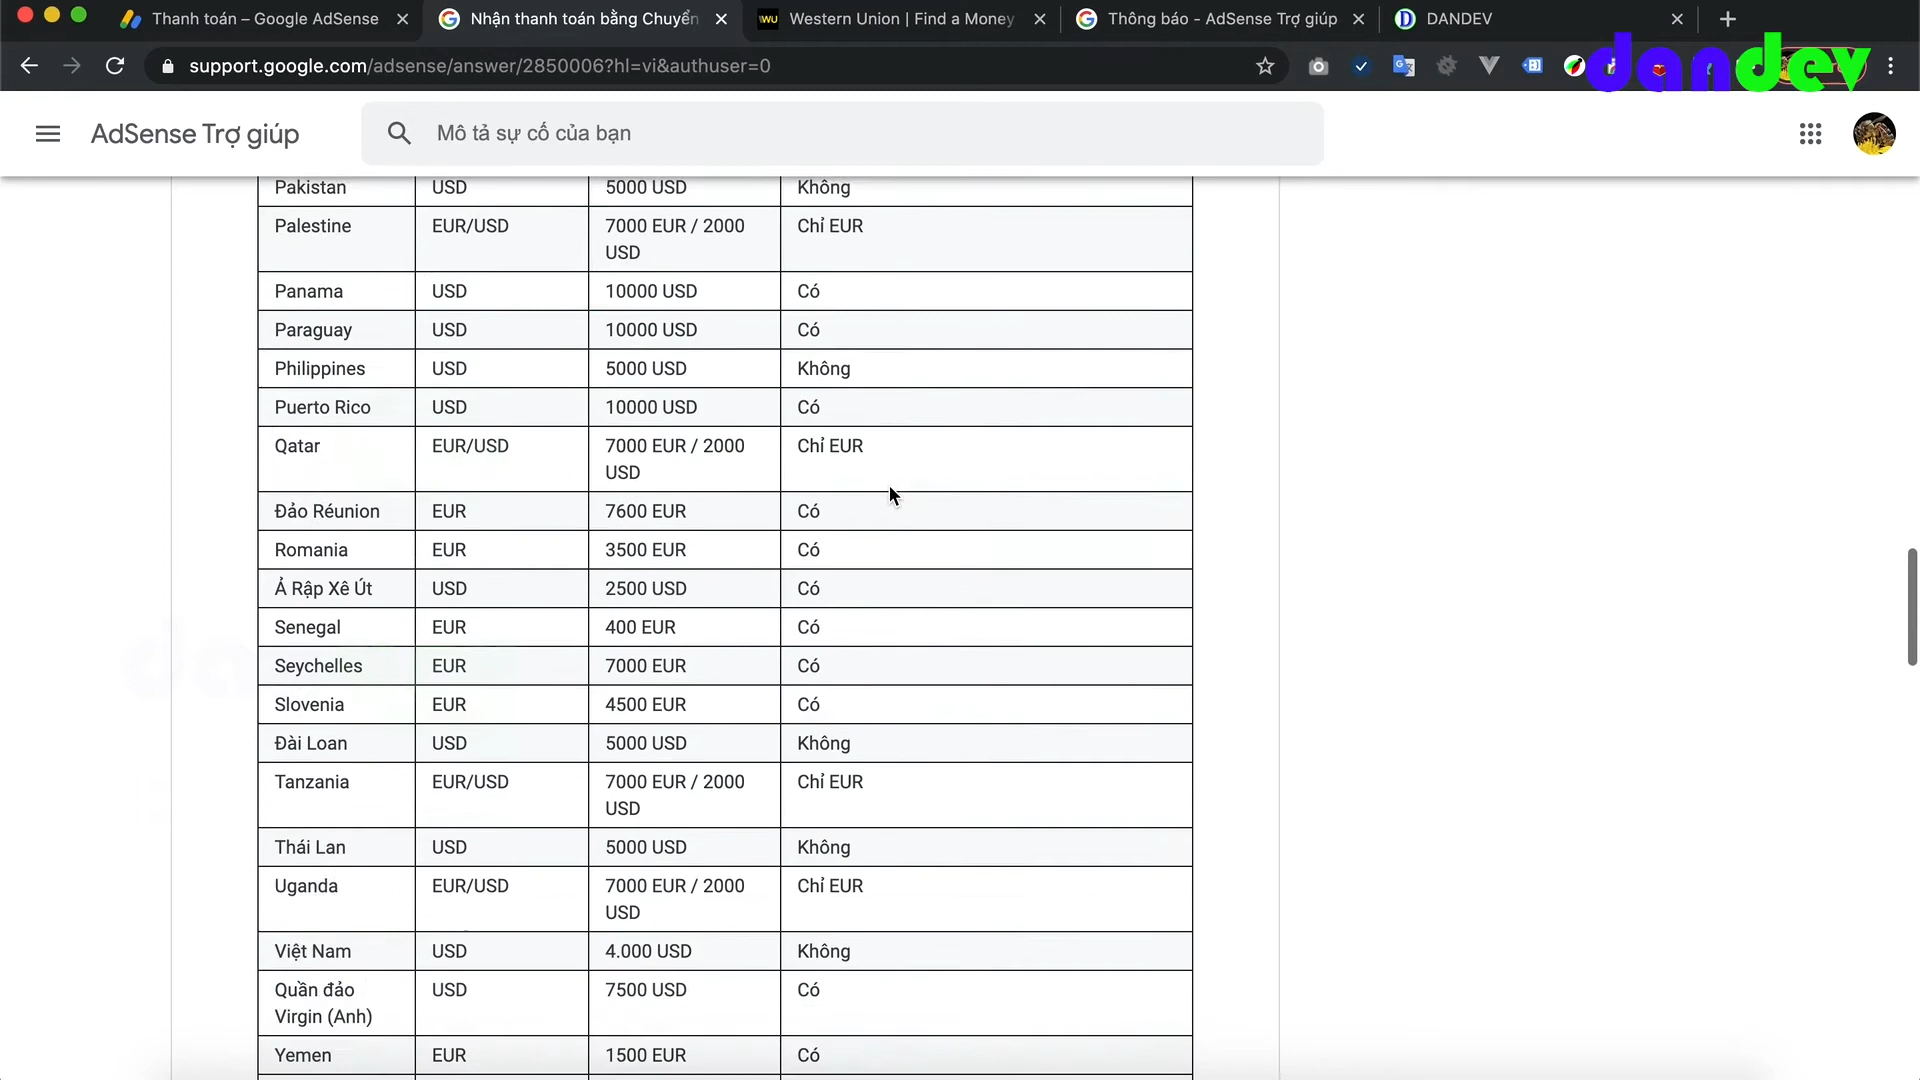 Thanh toán – Google AdSense
Nhận thanh toán bằng Chuyển
Western Union | Find a Money
Thông báo - AdSense Trợ giúp
DANDEV
support.google.com/adsense/answer/2850006?hl=vi&authuser=0
dandev
AdSense Trợ giúp
Mô tả sự cố của bạn
Pakistan USD 5000 USD Không
Palestine EUR/USD 7000 EUR / 2000 Chỉ EUR
USD
Panama USD 10000 USD Có
Paraguay USD 10000 USD Có
Philippines USD 5000 USD Không
Puerto Rico USD 10000 USD Có
Qatar EUR/USD 7000 EUR / 2000 Chỉ EUR
USD
Đảo Réunion EUR 7600 EUR Có
Romania EUR 3500 EUR Có
Ả Rập Xê Út USD 2500 USD Có
Senegal EUR 400 EUR Có
Seychelles EUR 7000 EUR Có
Slovenia EUR 4500 EUR Có
Đài Loan USD 5000 USD Không
Tanzania EUR/USD 7000 EUR / 2000 Chỉ EUR
USD
Thái Lan USD 5000 USD Không
Uganda EUR/USD 7000 EUR / 2000 Chỉ EUR
USD
Việt Nam USD 4.000 USD Không
Quần đảo USD 7500 USD Có
Virgin (Anh)
Yemen EUR 1500 EUR Có